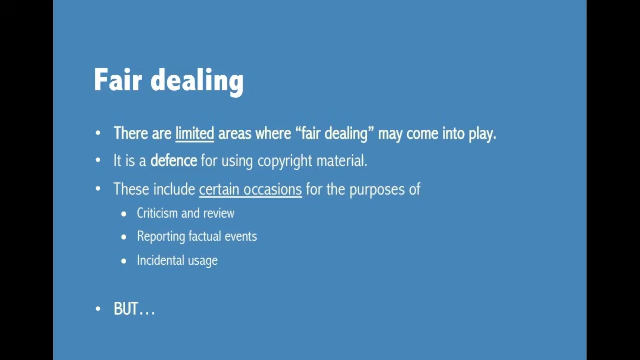 Fair dealing
• There are limited areas where “fair dealing” may come into play.
• It is a defence for using copyright material.
• These include certain occasions for the purposes of
• Criticism and review
• Reporting factual events
• Incidental usage
• BUT…